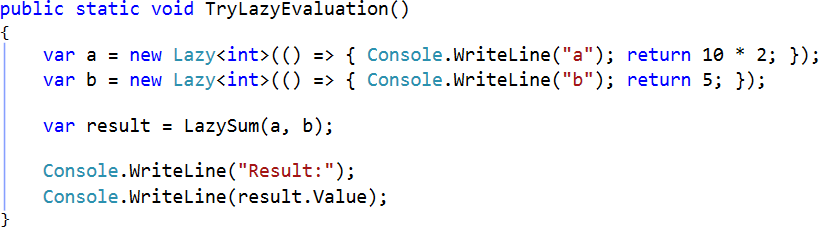 public static void TryLazyEvaluation()
{
    var a = new Lazy<int>(() => { Console.WriteLine("a"); return 10 * 2; });
    var b = new Lazy<int>(() => { Console.WriteLine("b"); return 5; });

    var result = LazySum(a, b);

    Console.WriteLine("Result:");
    Console.WriteLine(result.Value);
}